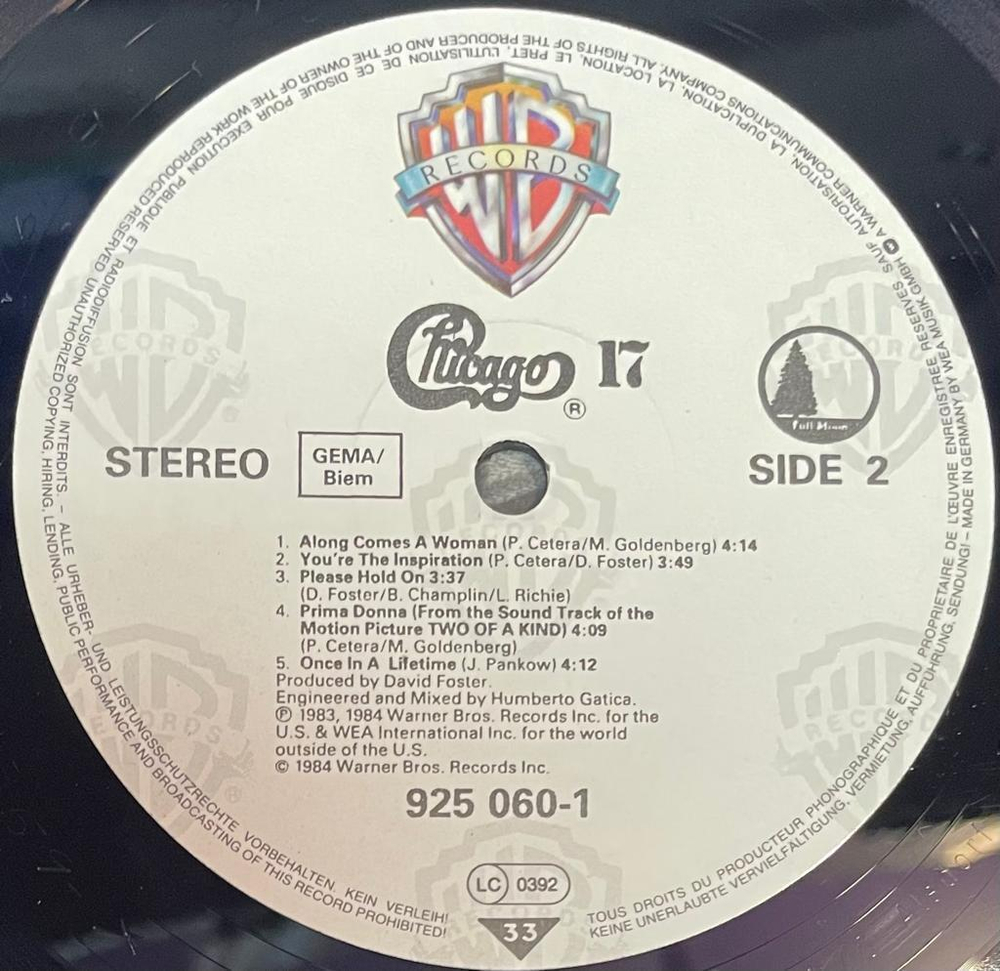 WB
RECORDS
Chicago 17
®
Full Moon
STEREO
GEMA/
Biem
SIDE 2
1. Along Comes A Woman (P. Cetera/M. Goldenberg) 4:14
2. You're The Inspiration (P. Cetera/D. Foster) 3:49
3. Please Hold On 3:37
(D. Foster/B. Champlin/L. Richie)
4. Prima Donna (From the Sound Track of the
Motion Picture TWO OF A KIND) 4:09
(P. Cetera/M. Goldenberg)
5. Once In A Lifetime (J. Pankow) 4:12
Produced by David Foster.
Engineered and Mixed by Humberto Gatica.
℗ 1983, 1984 Warner Bros. Records Inc. for the
U.S. & WEA International Inc. for the world
outside of the U.S.
© 1984 Warner Bros. Records Inc.
925 060-1
LC 0392
33
TOUS DROITS DU PRODUCTEUR PHONOGRAPHIQUE ET DU PROPRIETAIRE DE L'ŒUVRE ENREGISTREE RESERVES SAUF AUTORISATION, LA DUPLICATION, LA LOCATION, LE PRET, L'UTILISATION DE CE DISQUE POUR EXECUTION PUBLIQUE ET RADIODIFFUSION SONT INTERDITS. – ALLE URHEBER- UND LEISTUNGSSCHUTZRECHTE VORBEHALTEN. KEIN VERLEIH!
KEINE UNERLAUBTE VERVIELFÄLTIGUNG, VERMIETUNG, AUFFÜHRUNG, SENDUNG! – MADE IN GERMANY BY WEA MUSIK GMBH A WARNER COMMUNICATIONS COMPANY. ALL RIGHTS OF THE PRODUCER AND OF THE OWNER OF THE WORK REPRODUCED RESERVED UNAUTHORIZED COPYING, HIRING, LENDING, PUBLIC PERFORMANCE AND BROADCASTING OF THIS RECORD PROHIBITED!